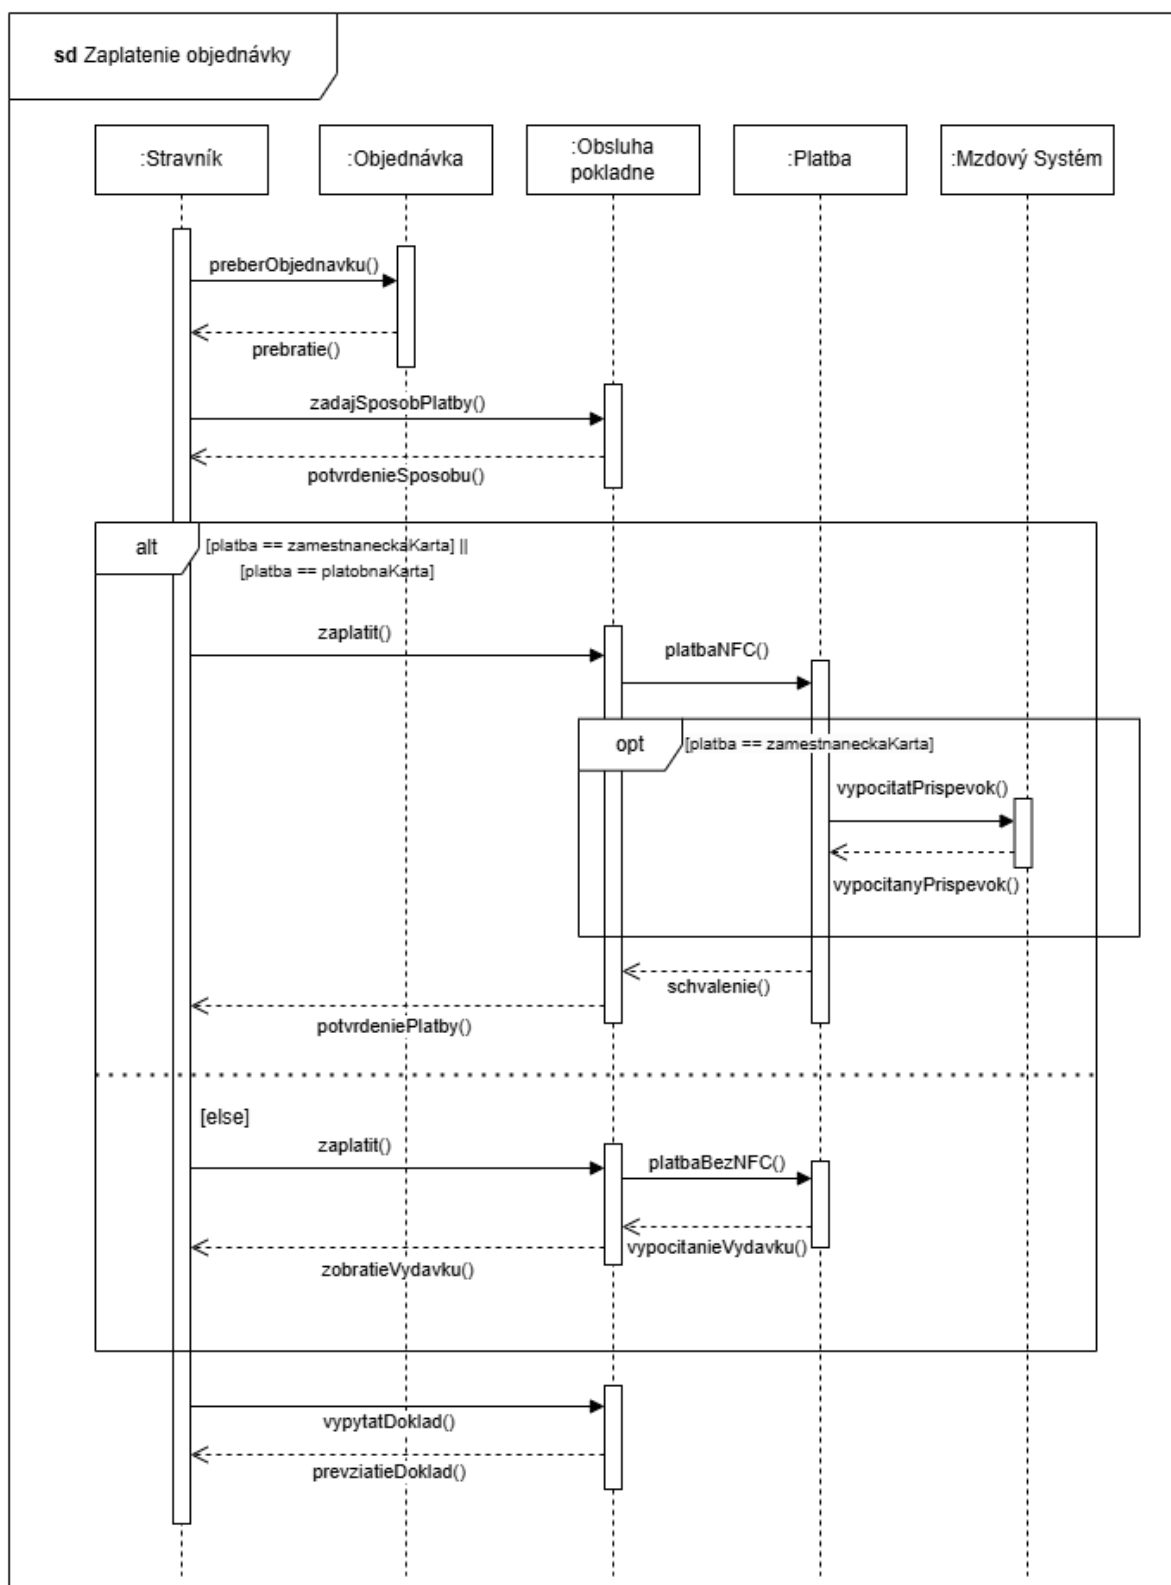 sd Zaplatenie objednávky
:Stravník
:Objednávka
:Obsluha
pokladne
:Platba
:Mzdový Systém
preberObjednavku()
prebratie()
zadajSposobPlatby()
potvrdenieSposobu()
alt
[platba == zamestnaneckaKarta] ||
[platba == platobnaKarta]
zaplatit()
platbaNFC()
opt
[platba == zamestnaneckaKarta]
vypocitatPrispevok()
vypocitanyPrispevok()
schvalenie()
potvrdeniePlatby()
[else]
zaplatit()
platbaBezNFC()
vypocitanieVydavku()
zobratieVydavku()
vypytatDoklad()
prevziatieDoklad()